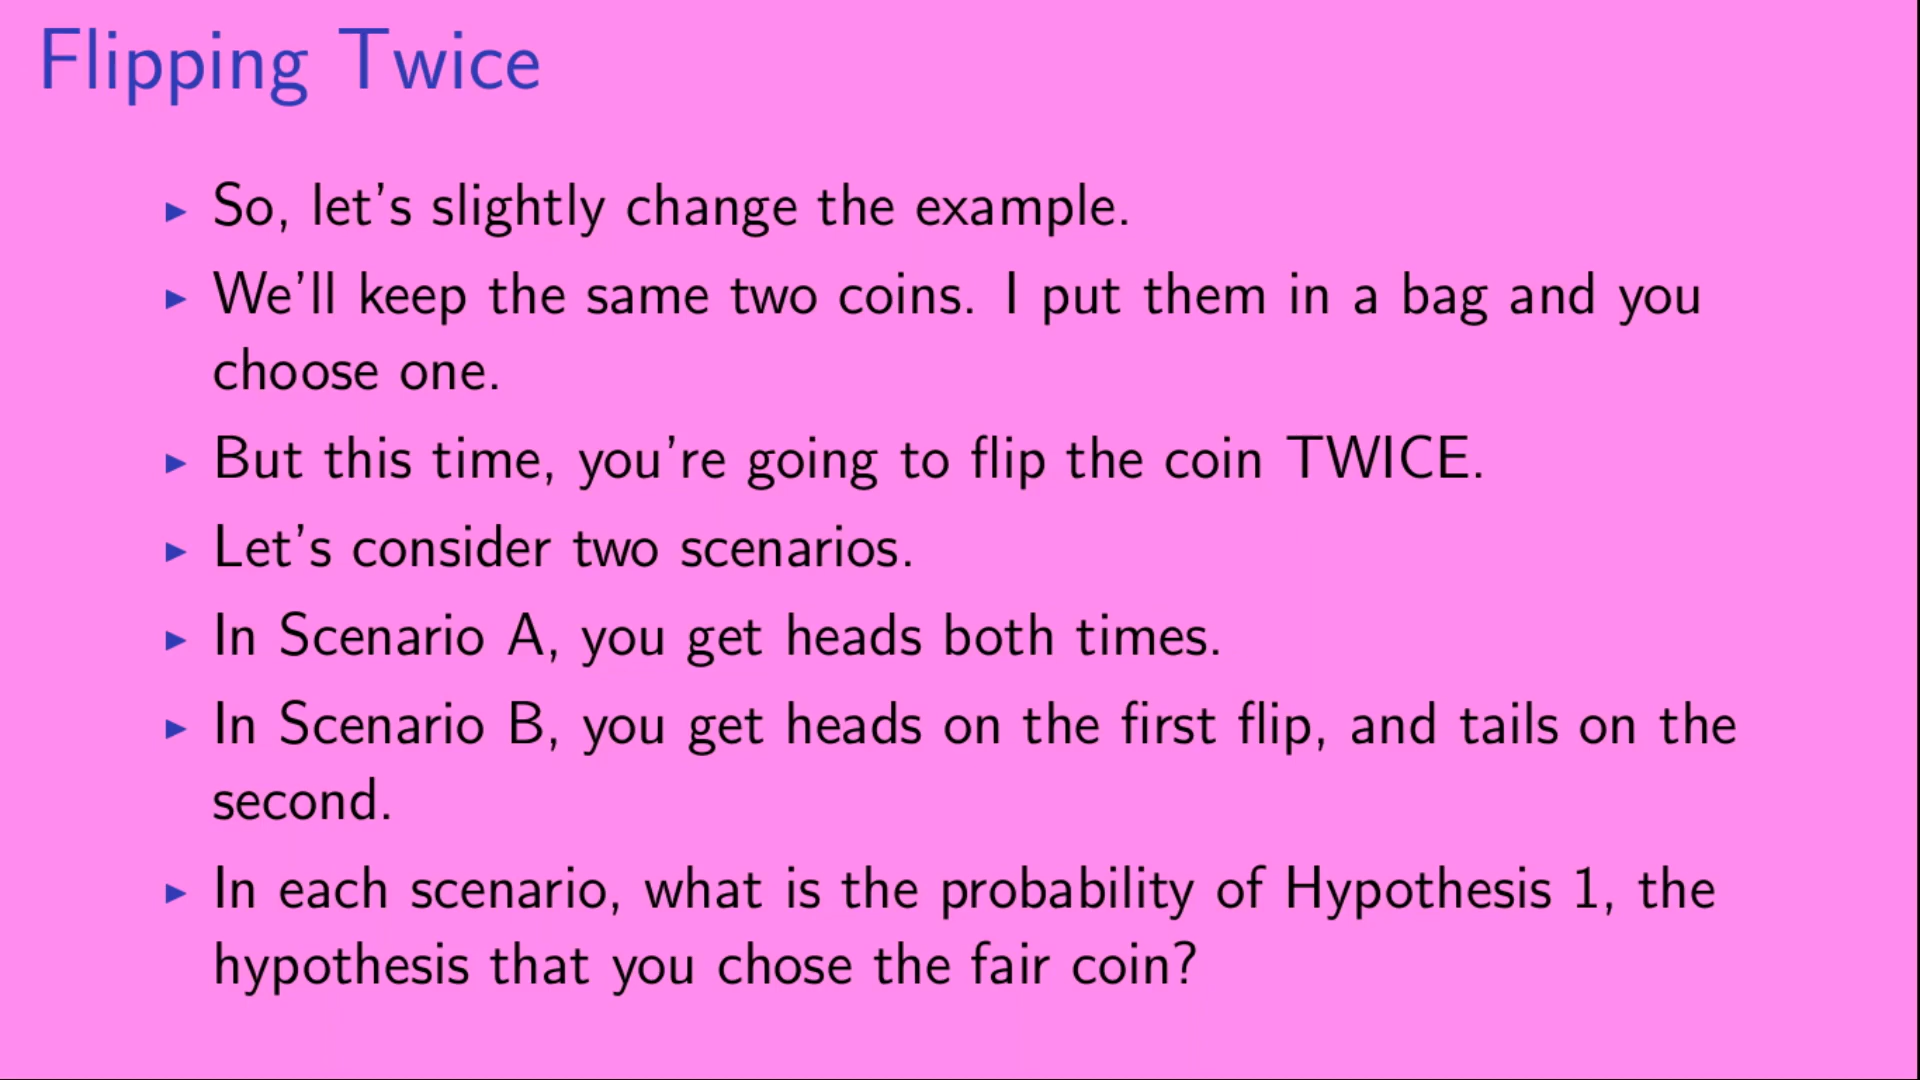 Flipping Twice
▶ So, let's slightly change the example.
▶ We'll keep the same two coins. I put them in a bag and you
choose one.
▶ But this time, you're going to flip the coin TWICE.
▶ Let's consider two scenarios.
▶ In Scenario A, you get heads both times.
▶ In Scenario B, you get heads on the first flip, and tails on the
second.
▶ In each scenario, what is the probability of Hypothesis 1, the
hypothesis that you chose the fair coin?